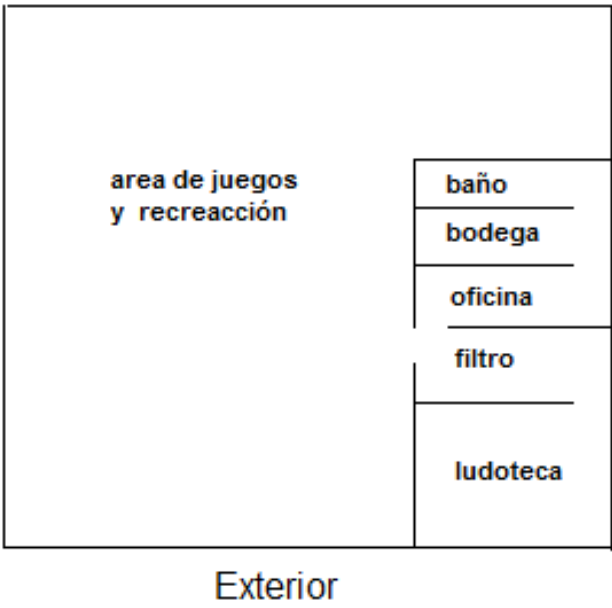 area de juegos
y recreacción
baño
bodega
oficina
filtro
ludoteca
Exterior